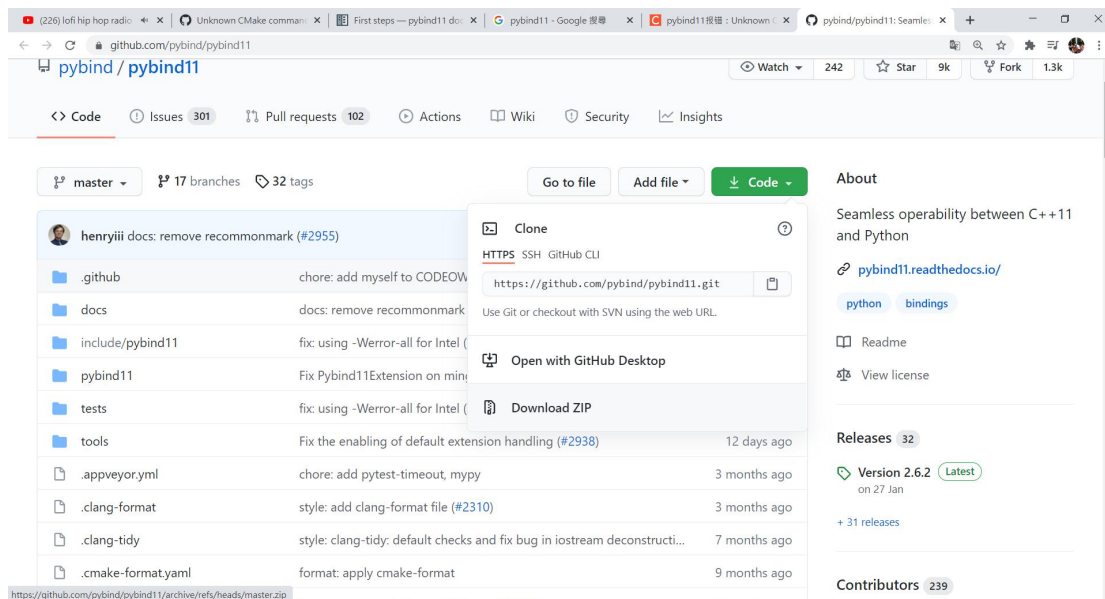 (226) lofi hip hop radio
Unknown CMake comman
First steps — pybind11 doc
pybind11 - Google 搜尋
pybind11报错：Unknown C
pybind/pybind11: Seamles
github.com/pybind/pybind11
pybind / pybind11
Watch 242 Star 9k Fork 1.3k
<> Code Issues 301 Pull requests 102 Actions Wiki Security Insights
master 17 branches 32 tags Go to file Add file Code
henryiii docs: remove recommonmark (#2955)
.github chore: add myself to CODEOW
docs docs: remove recommonmark
include/pybind11 fix: using -Werror-all for Intel (
pybind11 Fix Pybind11Extension on ming
tests fix: using -Werror-all for Intel (
tools Fix the enabling of default extension handling (#2938) 12 days ago
.appveyor.yml chore: add pytest-timeout, mypy 3 months ago
.clang-format style: add clang-format file (#2310) 3 months ago
.clang-tidy style: clang-tidy: default checks and fix bug in iostream deconstructi... 7 months ago
.cmake-format.yaml format: apply cmake-format 9 months ago
Clone
HTTPS SSH GitHub CLI
https://github.com/pybind/pybind11.git
Use Git or checkout with SVN using the web URL.
Open with GitHub Desktop
Download ZIP
About
Seamless operability between C++11
and Python
pybind11.readthedocs.io/
python bindings
Readme
View license
Releases 32
Version 2.6.2 Latest
on 27 Jan
+ 31 releases
Contributors 239
https://github.com/pybind/pybind11/archive/refs/heads/master.zip